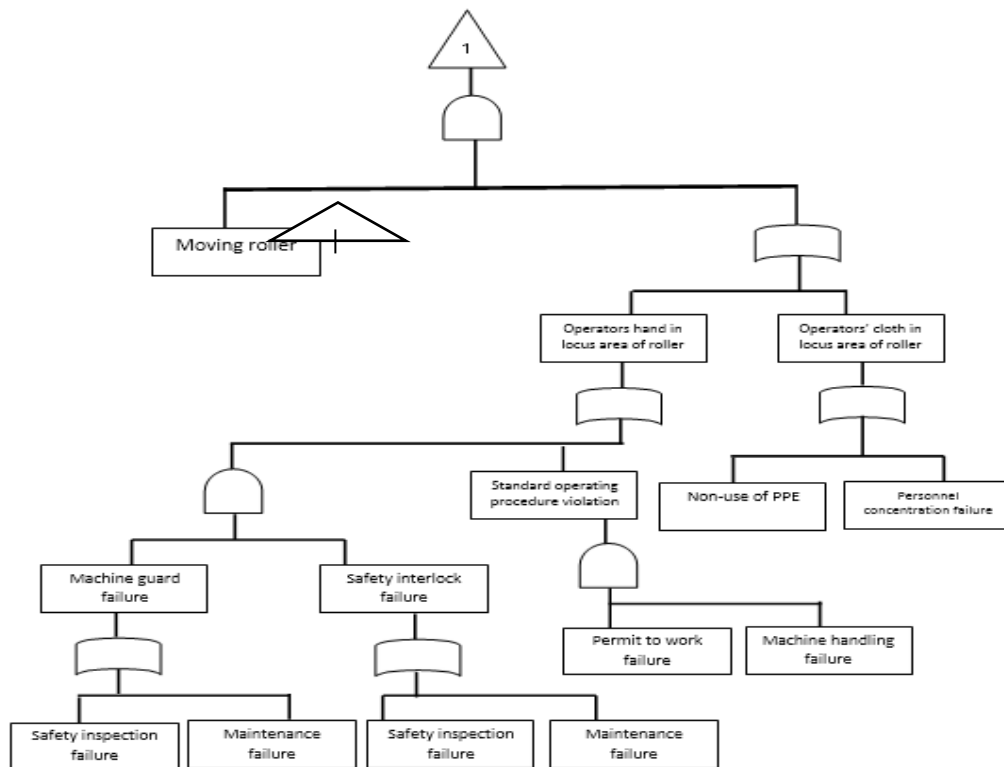 1
Moving roller
Operators hand in
locus area of roller
Operators' cloth in
locus area of roller
Standard operating
procedure violation
Non-use of PPE
Personnel
concentration failure
Machine guard
failure
Safety interlock
failure
Permit to work
failure
Machine handling
failure
Safety inspection
failure
Maintenance
failure
Safety inspection
failure
Maintenance
failure